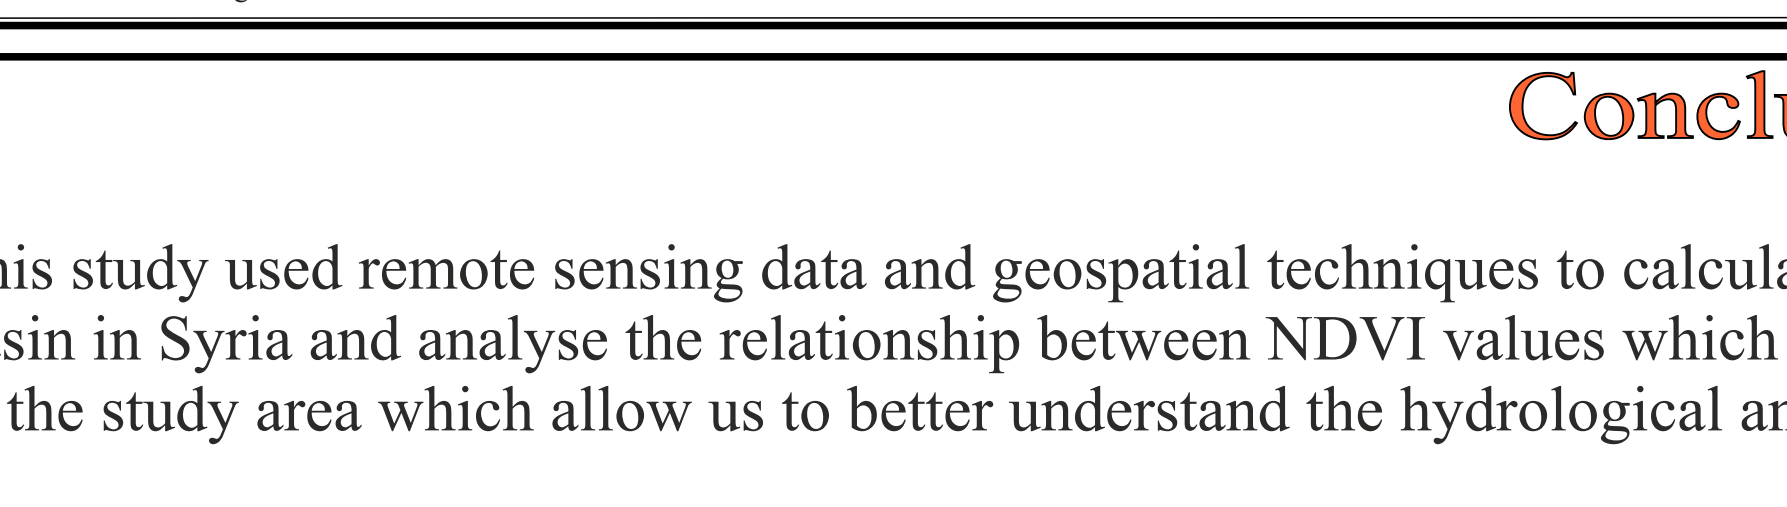 Conclu
his study used remote sensing data and geospatial techniques to calcula
sin in Syria and analyse the relationship between NDVI values which
the study area which allow us to better understand the hydrological an